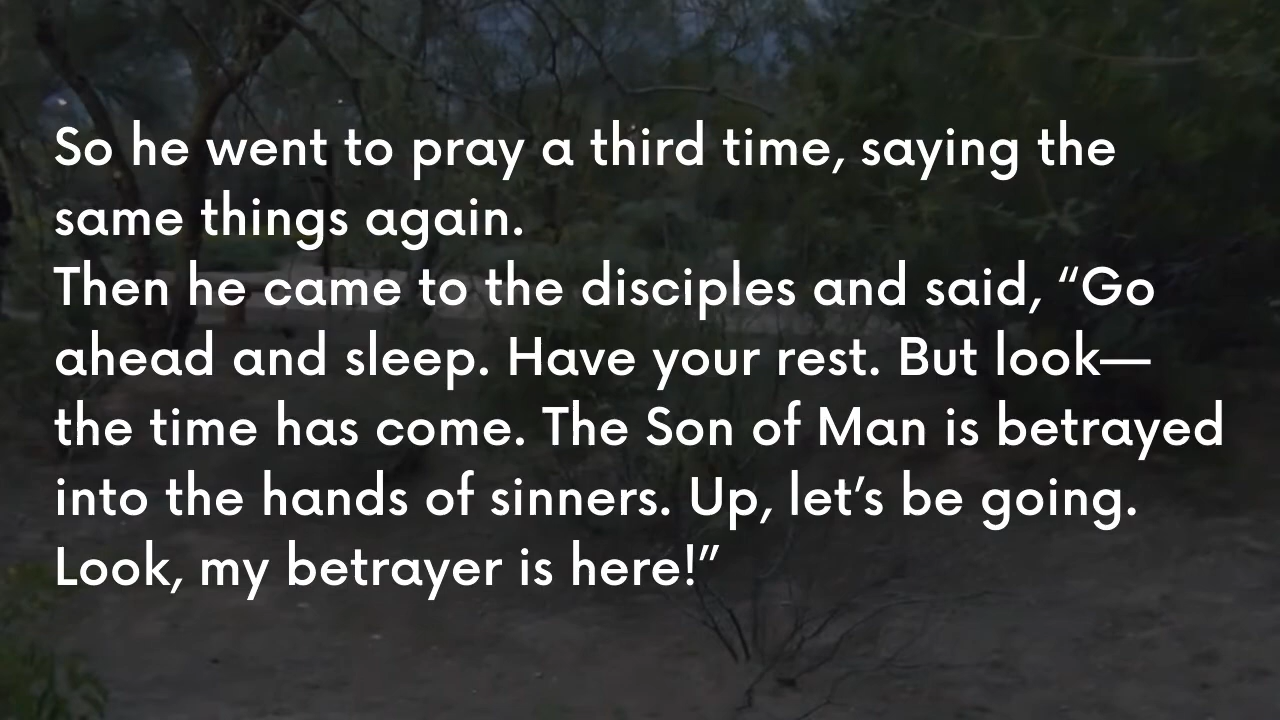 So he went to pray a third time, saying the
same things again.
Then he came to the disciples and said, “Go
ahead and sleep. Have your rest. But look—
the time has come. The Son of Man is betrayed
into the hands of sinners. Up, let’s be going.
Look, my betrayer is here!”